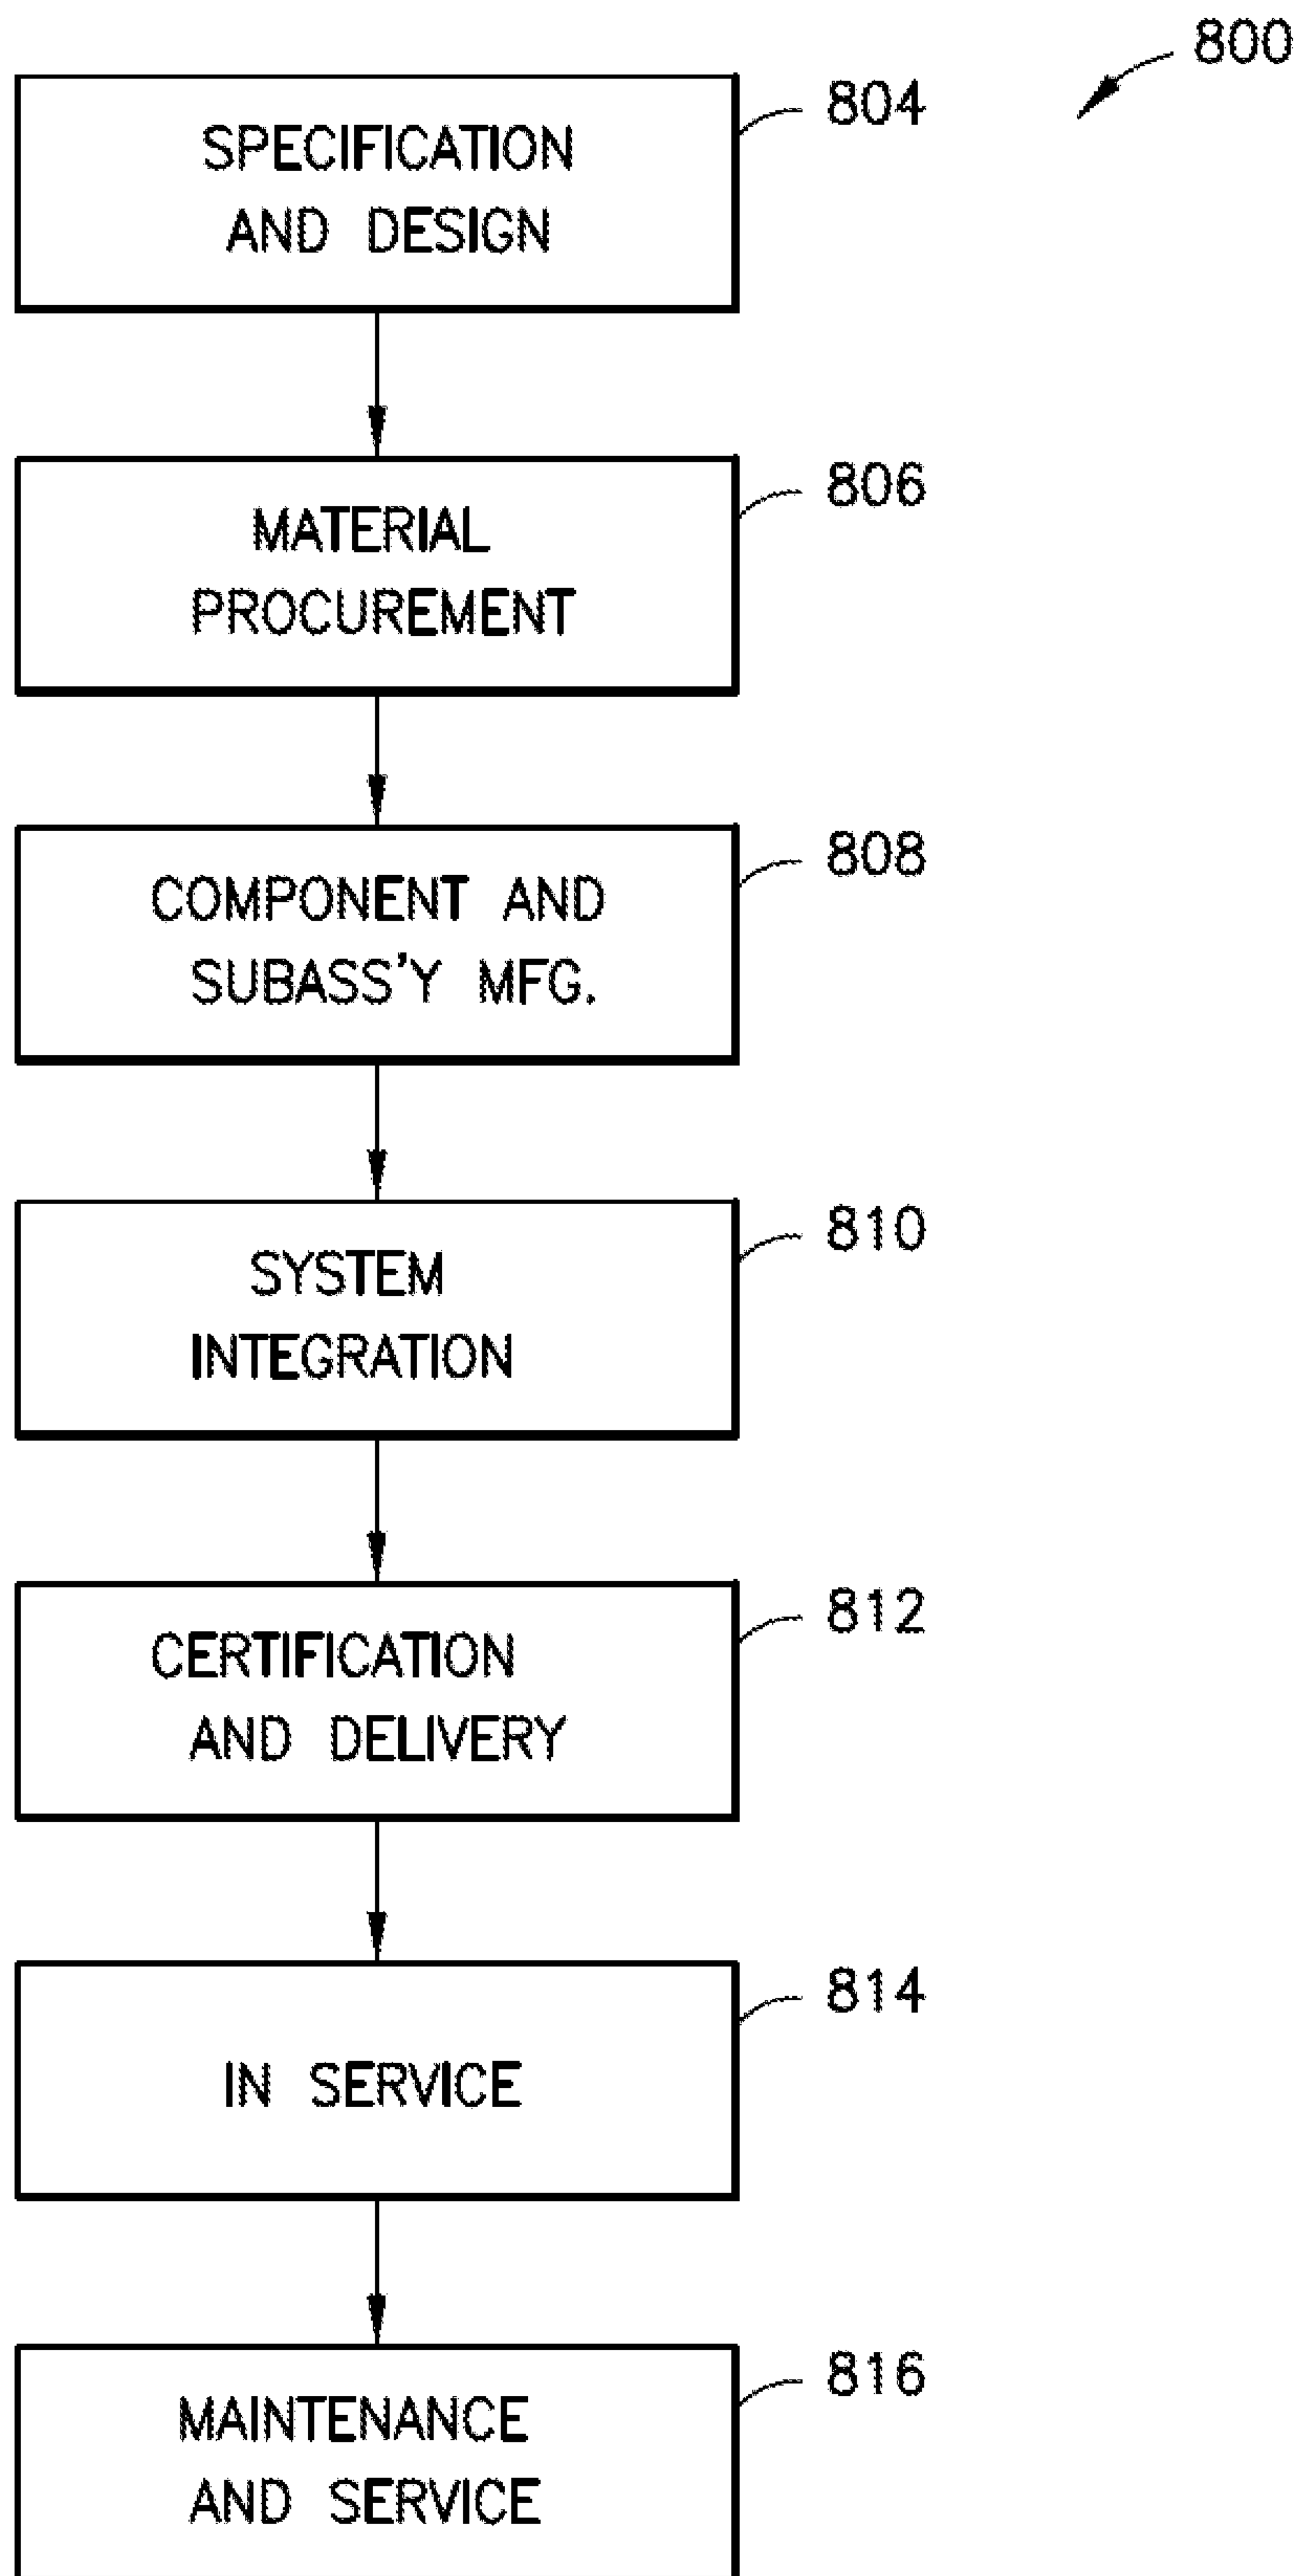 800
804
SPECIFICATION
AND DESIGN
806
MATERIAL
PROCUREMENT
808
COMPONENT AND
SUBASS'Y MFG.
810
SYSTEM
INTEGRATION
812
CERTIFICATION
AND DELIVERY
814
IN SERVICE
816
MAINTENANCE
AND SERVICE